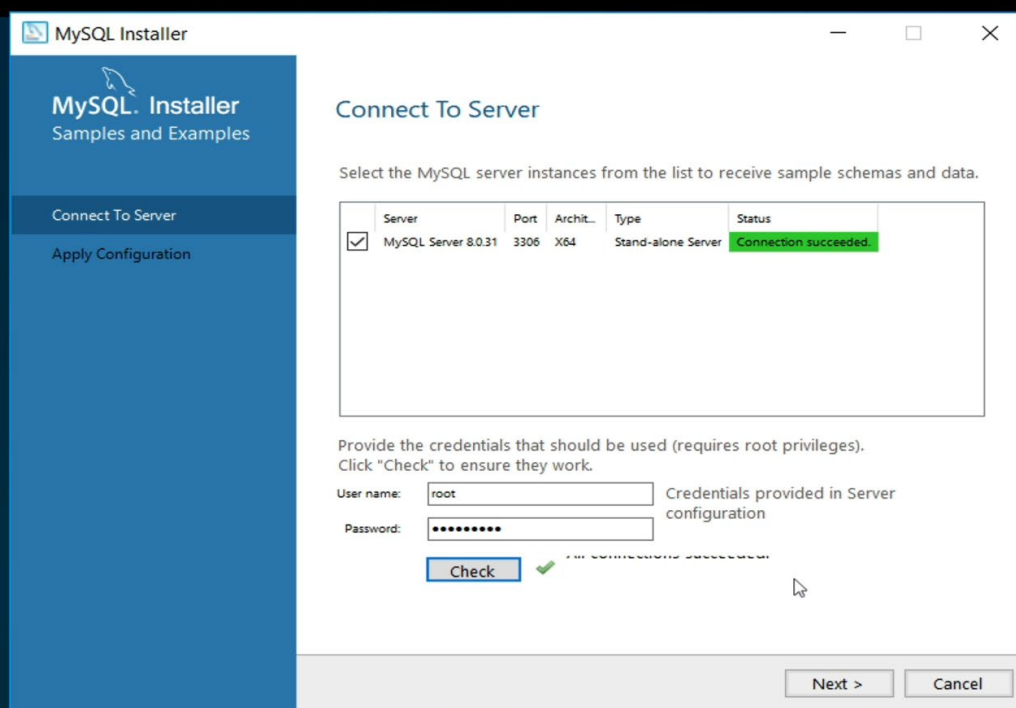 MySQL Installer
MySQL. Installer
Samples and Examples
Connect To Server
Apply Configuration
Connect To Server
Select the MySQL server instances from the list to receive sample schemas and data.
Server Port Archit... Type Status
MySQL Server 8.0.31 3306 X64 Stand-alone Server Connection succeeded.
Provide the credentials that should be used (requires root privileges).
Click "Check" to ensure they work.
User name: root
Credentials provided in Server
configuration
Password: •••••••••
Check All connections succeeded.
Next > Cancel